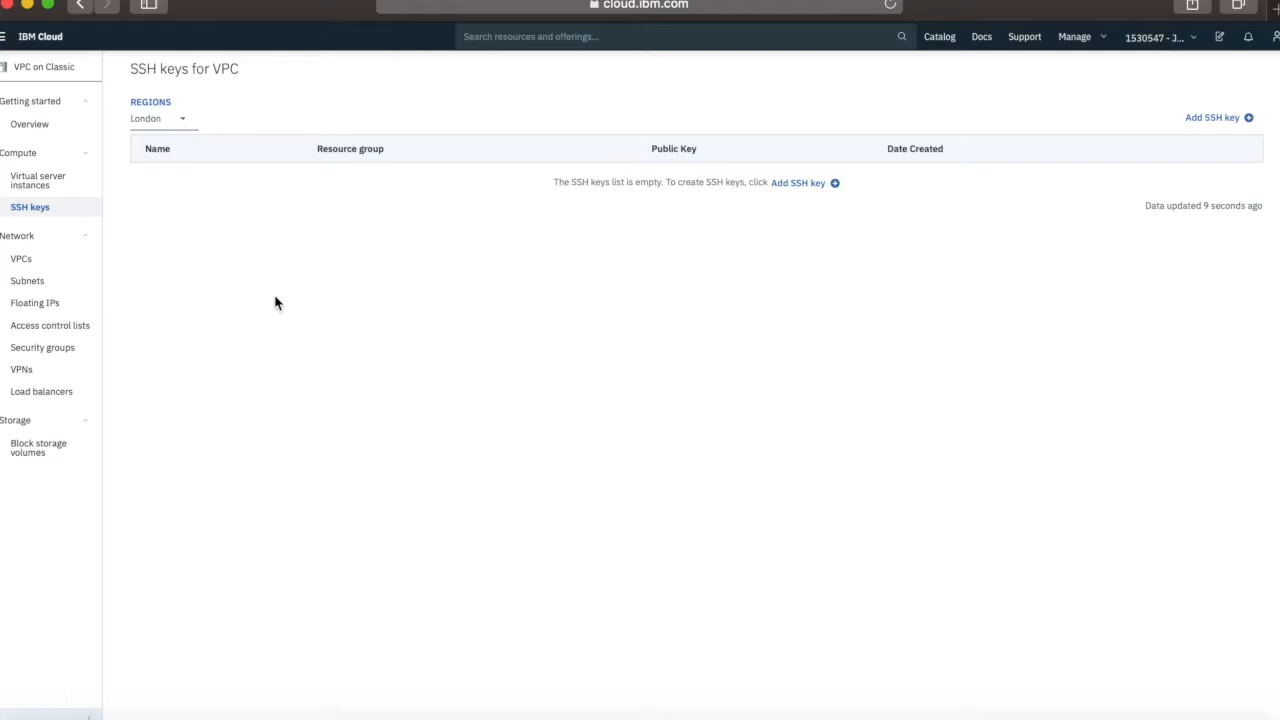 cloud.ibm.com
IBM Cloud
Search resources and offerings...
Catalog
Docs
Support
Manage
1530547 - J...
VPC on Classic
Getting started
Overview
Compute
Virtual server
instances
SSH keys
Network
VPCs
Subnets
Floating IPs
Access control lists
Security groups
VPNs
Load balancers
Storage
Block storage
volumes
SSH keys for VPC
REGIONS
London
Add SSH key
Name Resource group Public Key Date Created
The SSH keys list is empty. To create SSH keys, click Add SSH key
Data updated 9 seconds ago